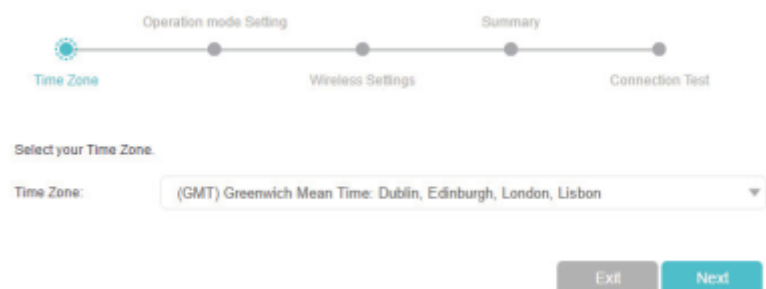 Operation mode Setting Summary
Time Zone Wireless Settings Connection Test
Select your Time Zone.
Time Zone: (GMT) Greenwich Mean Time: Dublin, Edinburgh, London, Lisbon
Exit Next